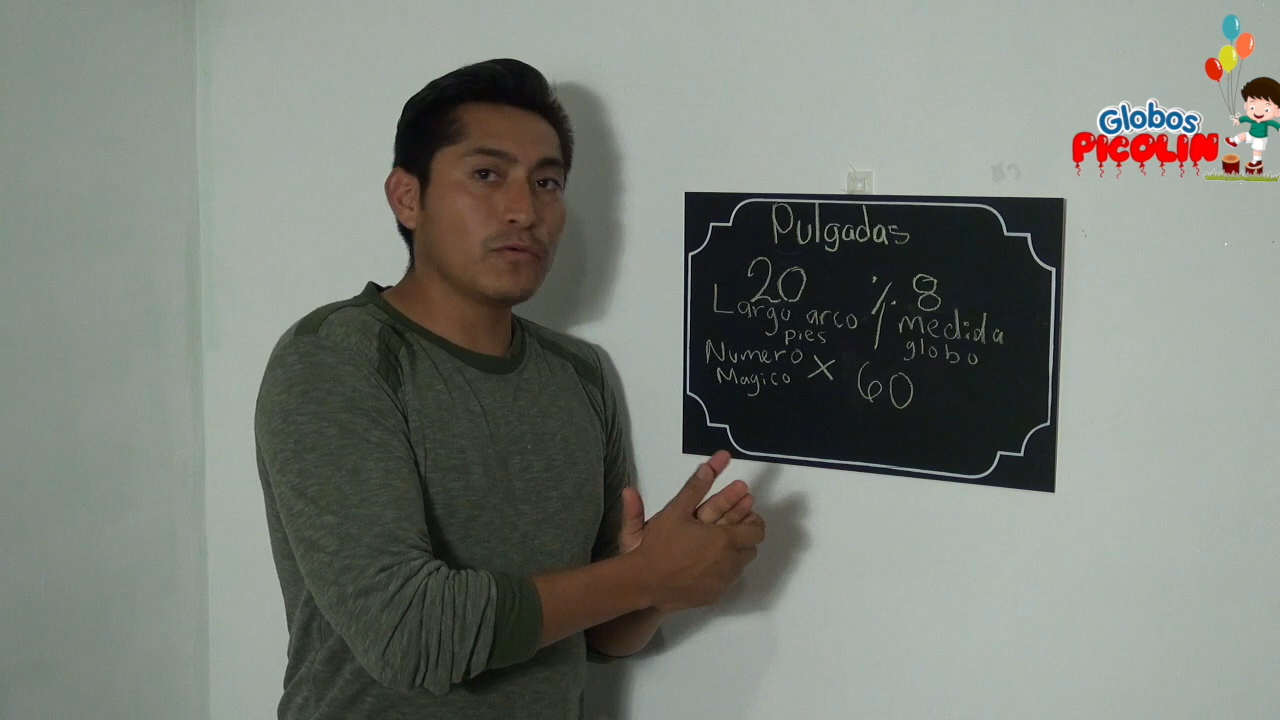 Globos
PICOLIN
Pulgadas
20 ٪ 8
Largo arco pies
medida globo
Numero Magico X 60